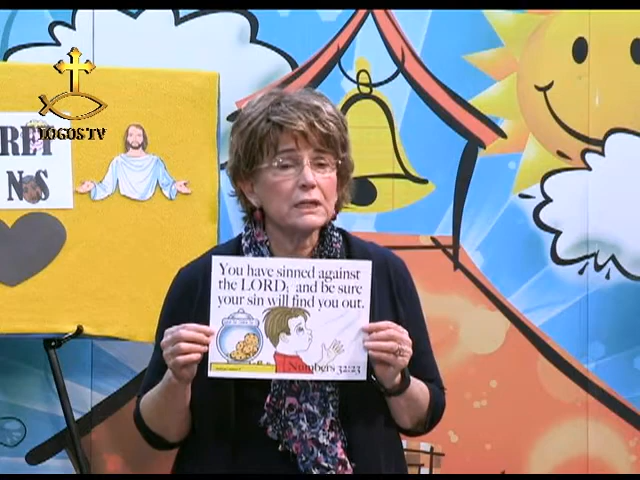 LOGOS TV
RET
NS
You have sinned against
the LORD; and be sure
your sin will find you out.
Numbers 32:23